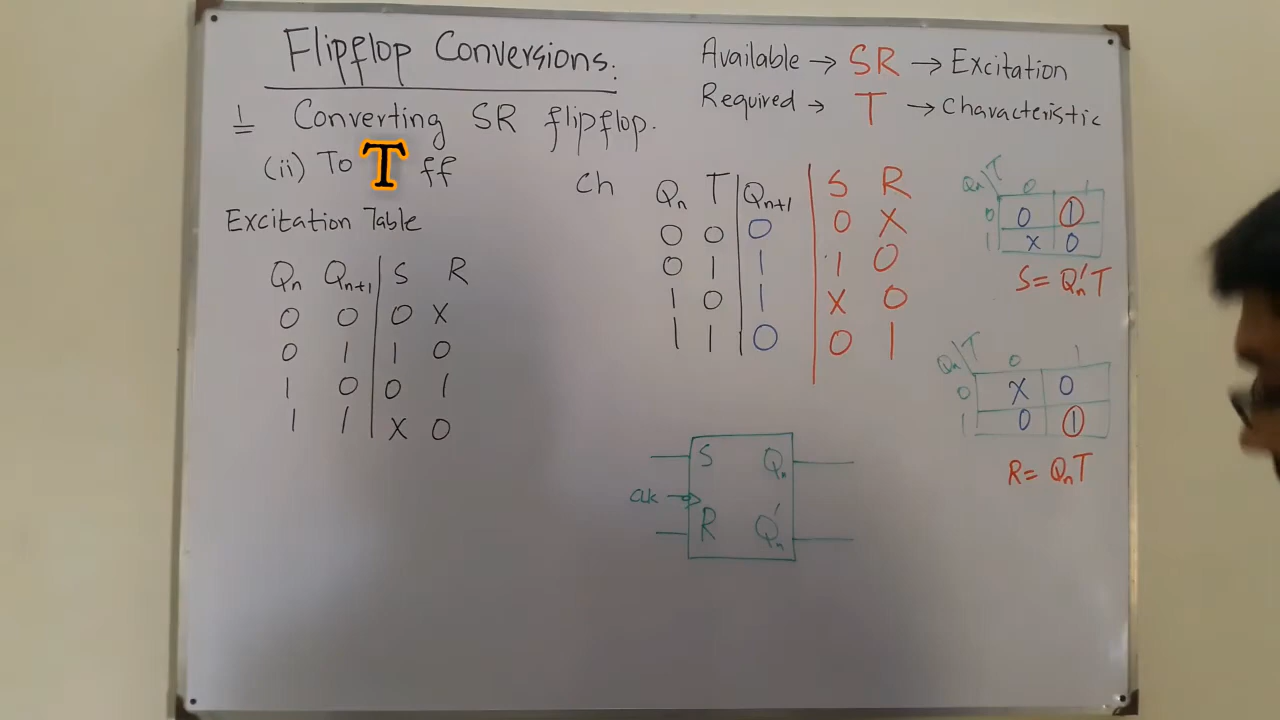 Flipflop Conversions:
1 Converting SR flipflop.
(ii) To T ff
Available → SR → Excitation
Required → T → Characteristic
Excitation Table
Qn Qn+1 S R
0 0 0 X
0 1 1 0
1 0 0 1
1 1 X 0
Ch Qn T Qn+1 S R
0 0 0 0 X
0 1 1 1 0
1 0 1 X 0
1 1 0 0 1
Qn\T 0 1
0 0 1
1 X 0
S = Qn'T
Qn\T 0 1
0 X 0
1 0 1
R = QnT
S Qn
CLK
R Qn'